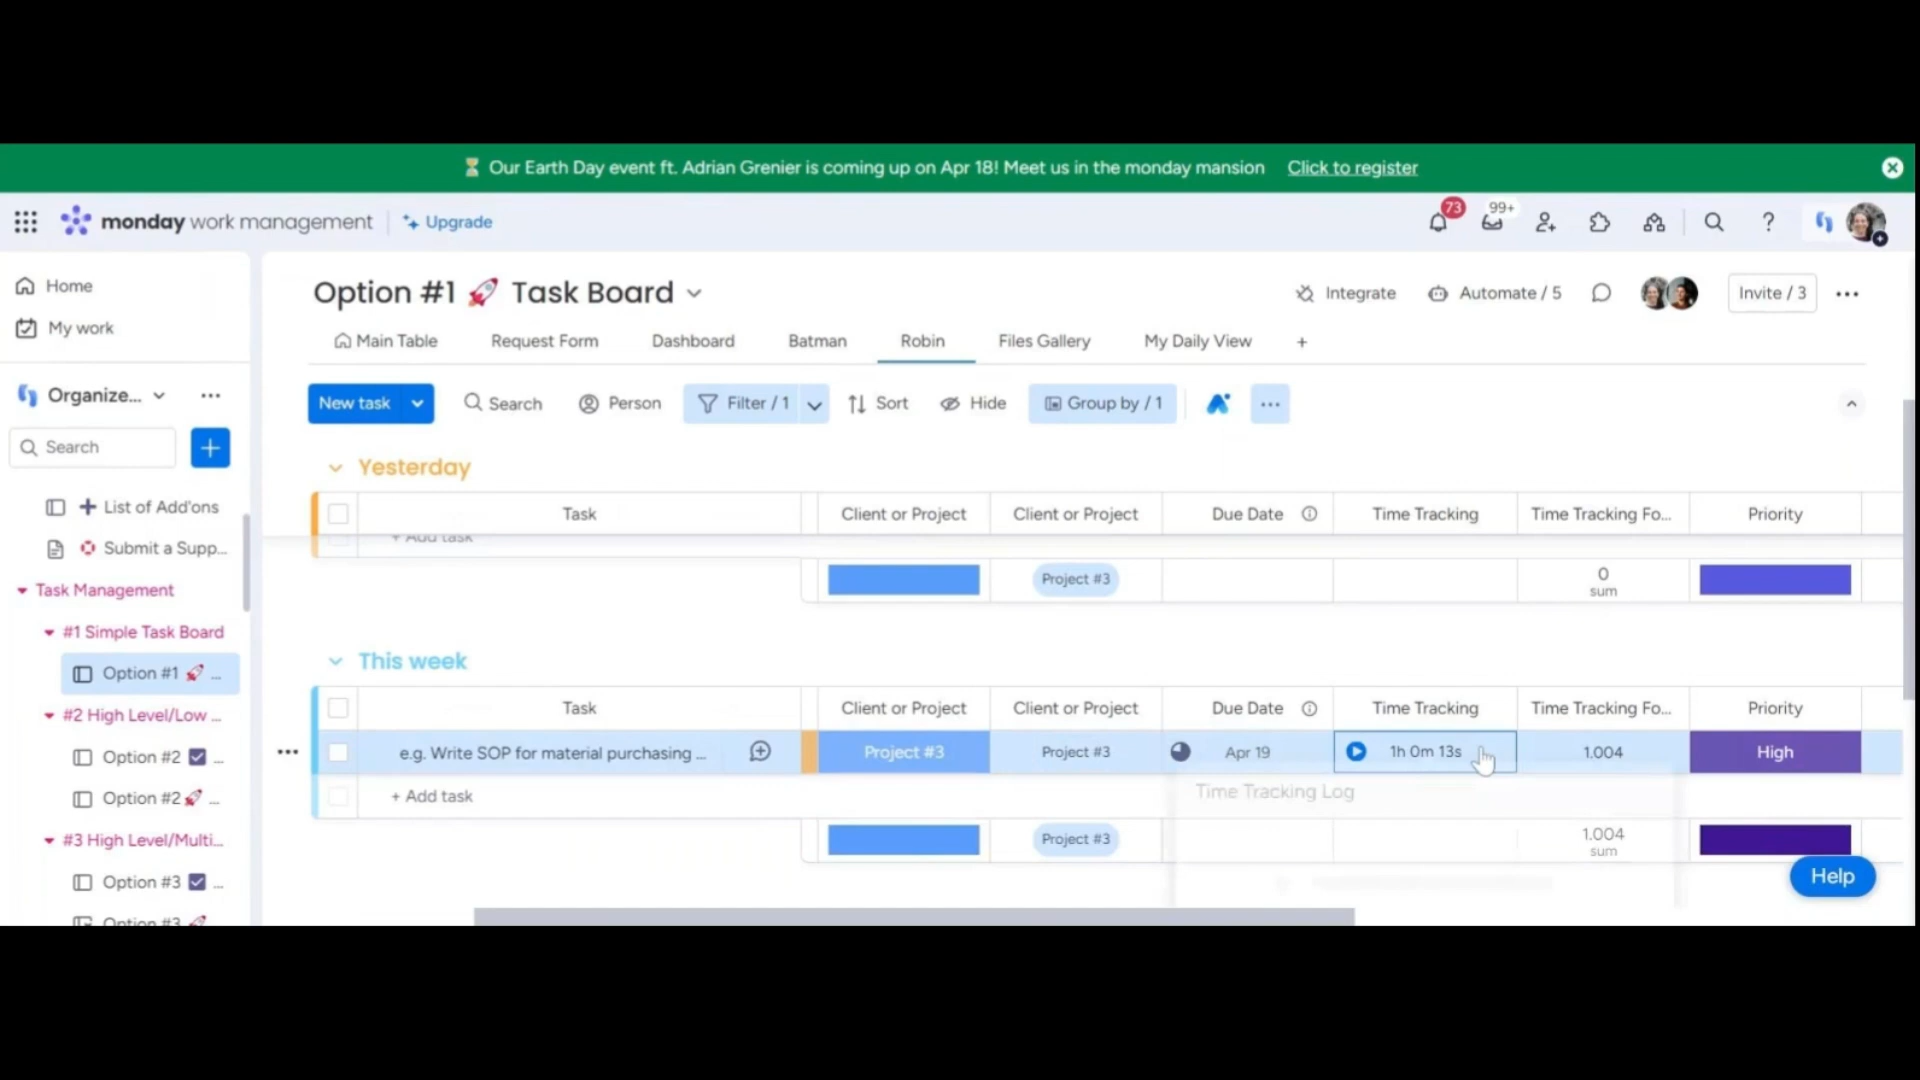 ⏳ Our Earth Day event ft. Adrian Grenier is coming up on Apr 18! Meet us in the monday mansion Click to register
monday work management Upgrade 73 99+ ?
Home
My work
Organize...
Search
+ List of Add'ons
Submit a Supp...
Task Management
#1 Simple Task Board
Option #1 🚀 ...
#2 High Level/Low ...
Option #2 ☑ ...
Option #2🚀 ...
#3 High Level/Multi...
Option #3 ☑ ...
Option #3 🚀
Option #1 🚀 Task Board
Integrate Automate / 5 Invite / 3
Main Table Request Form Dashboard Batman Robin Files Gallery My Daily View +
New task Search Person Filter / 1 Sort Hide Group by / 1
Yesterday
Task Client or Project Client or Project Due Date Time Tracking Time Tracking Fo... Priority
+ Add task
Project #3 0
sum
This week
Task Client or Project Client or Project Due Date Time Tracking Time Tracking Fo... Priority
e.g. Write SOP for material purchasing ... Project #3 Project #3 Apr 19 1h 0m 13s 1.004 High
+ Add task
Time Tracking Log
Project #3 1.004
sum
Help